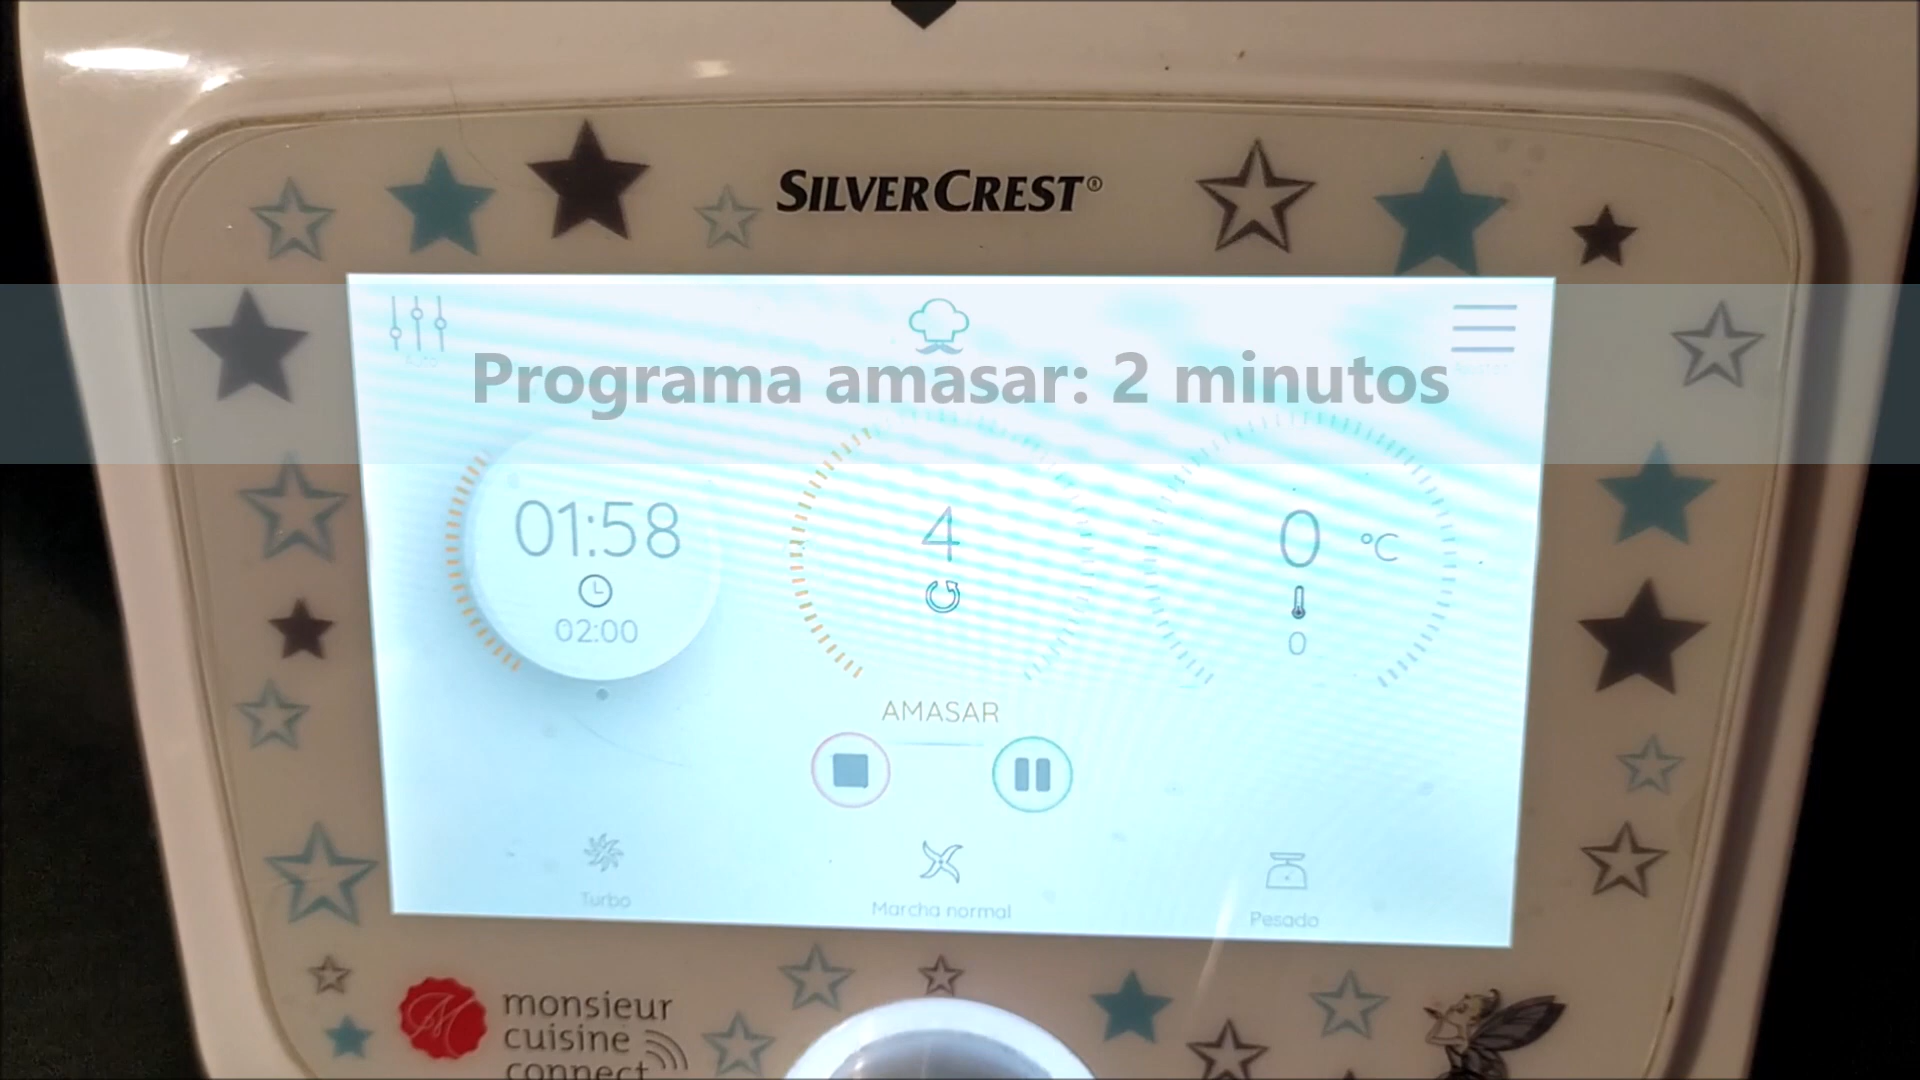 SILVERCREST®
Programa amasar: 2 minutos
01:58
02:00
4
0 °C
0
AMASAR
Turbo
Marcha normal
Pesado
monsieur
cuisine
connect